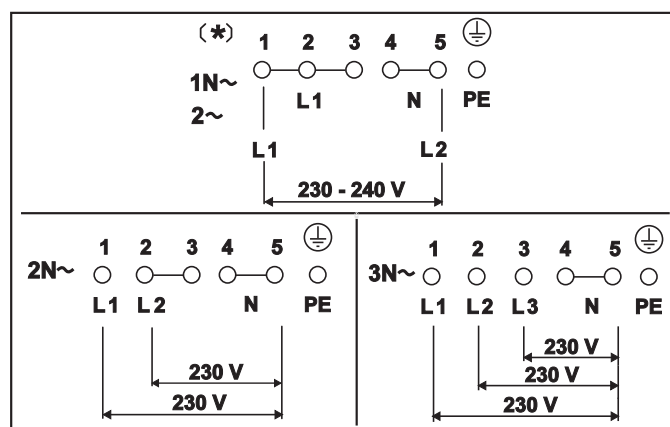 (*) 1 2 3 4 5
1N~ L1 N PE
2~
L1 L2
230 - 240 V
1 2 3 4 5
2N~
L1 L2 N PE
230 V
230 V
1 2 3 4 5
3N~
L1 L2 L3 N PE
230 V
230 V
230 V